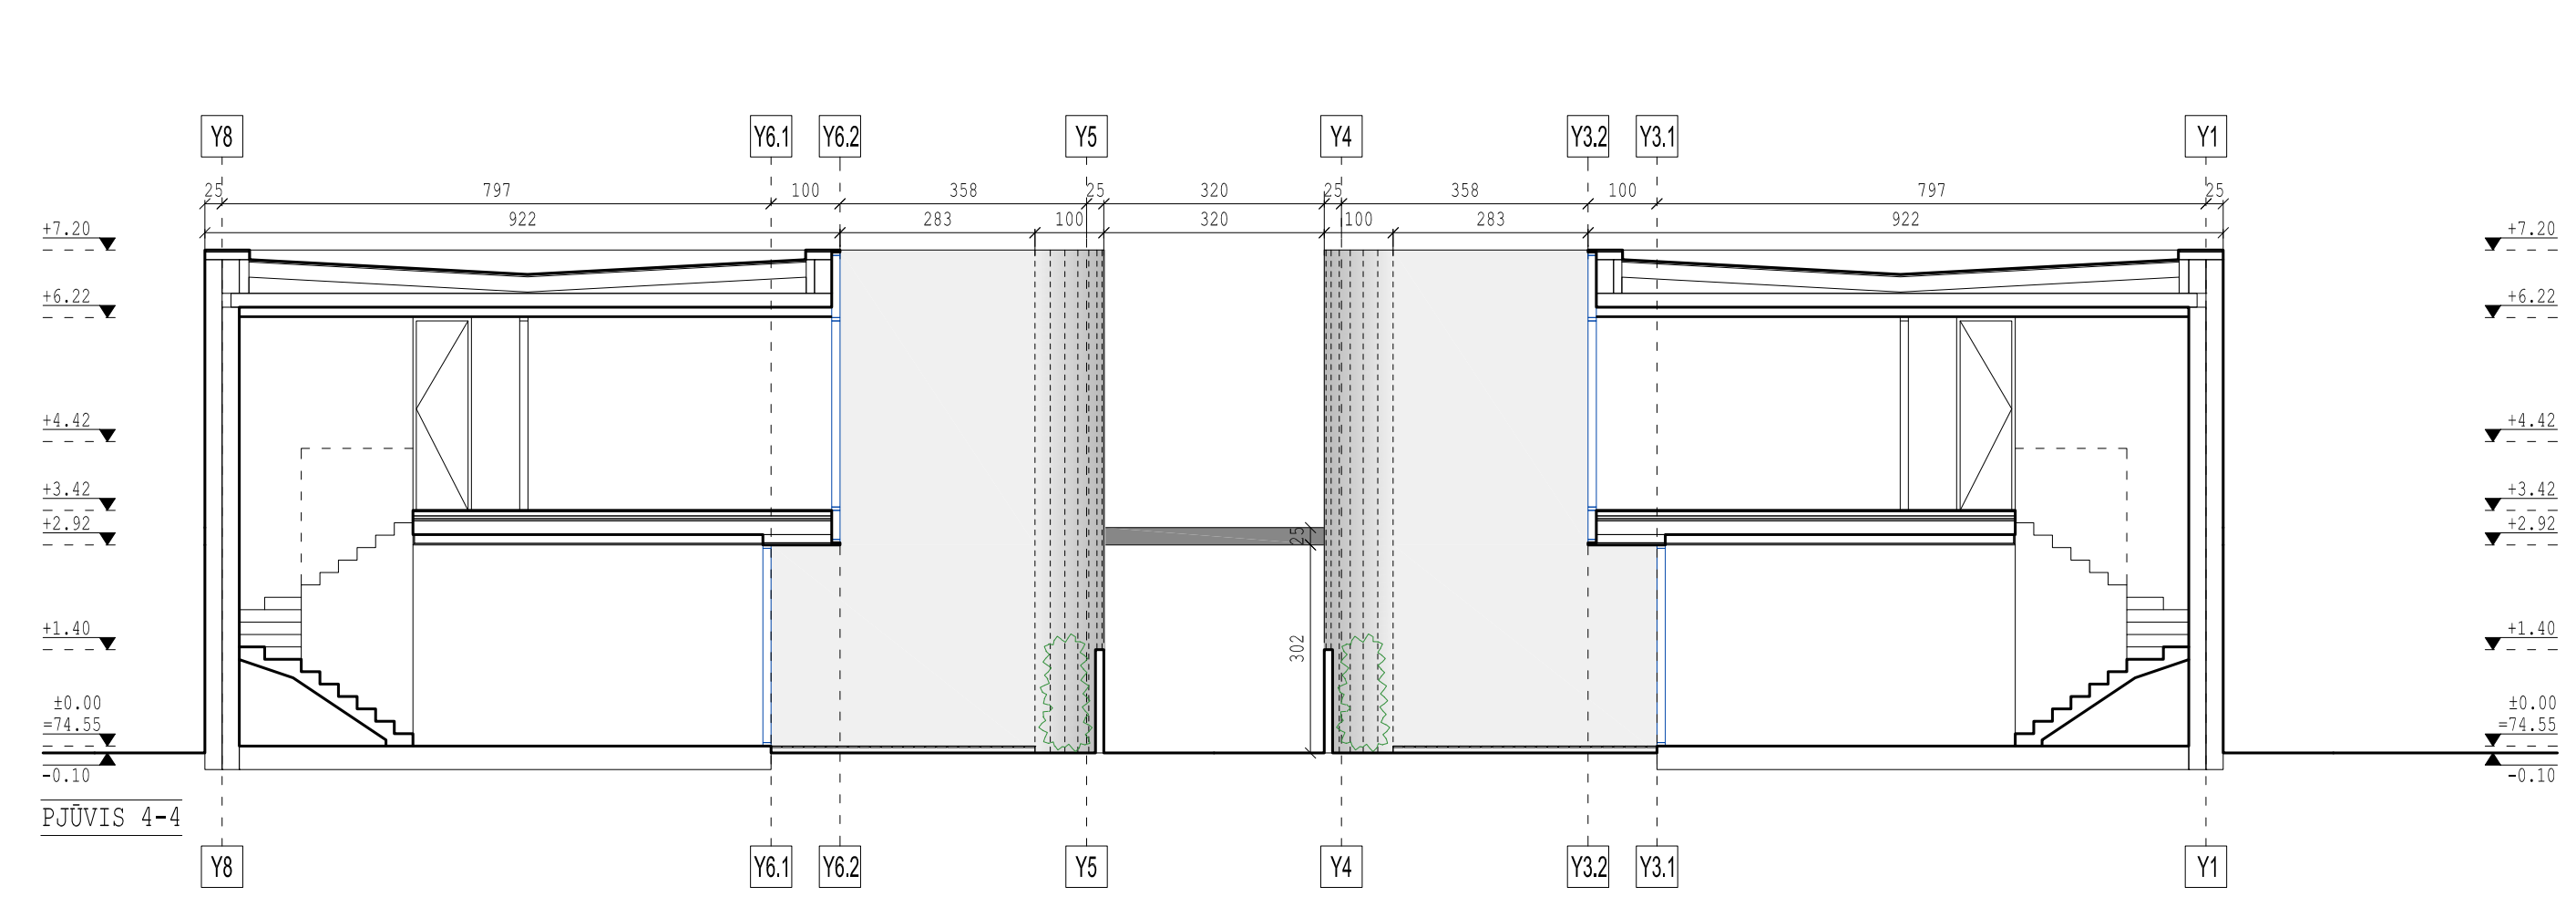 Y8 Y6.1 Y6.2 Y5 Y4 Y3.2 Y3.1 Y1
25 797 100 358 25 320 25 358 100 797 25
922 283 100 320 100 283 922
+7.20 +7.20
+6.22 +6.22
+4.42 +4.42
+3.42 +3.42
+2.92 25 +2.92
+1.40 302 +1.40
±0.00 ±0.00
=74.55 =74.55
-0.10 -0.10
PJŪVIS 4-4
Y8 Y6.1 Y6.2 Y5 Y4 Y3.2 Y3.1 Y1